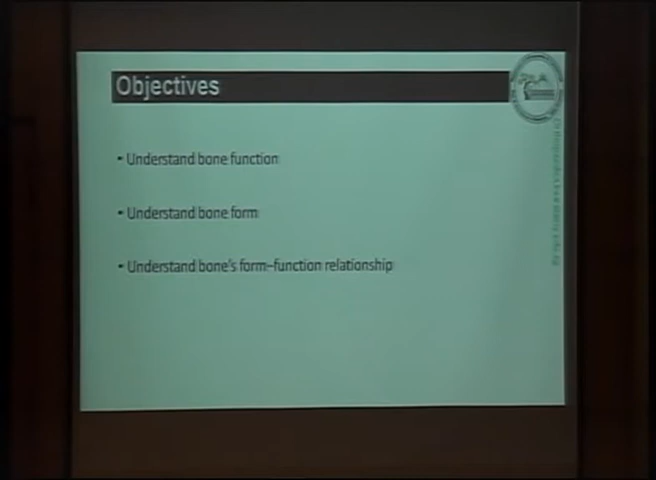 Objectives
• Understand bone function
• Understand bone form
• Understand bone's form–function relationship